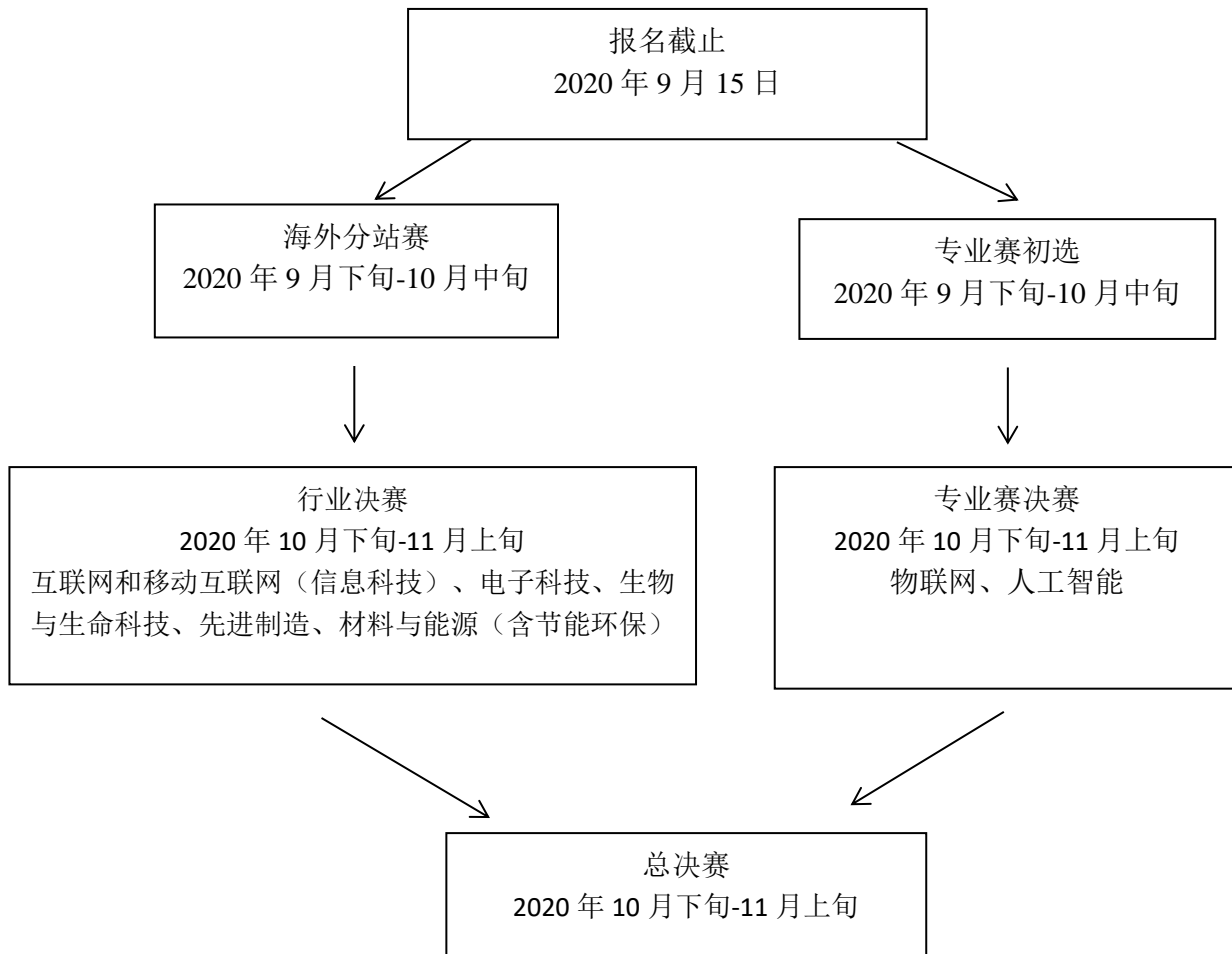 报名截止
2020 年 9 月 15 日
海外分站赛
2020 年 9 月下旬-10 月中旬
专业赛初选
2020 年 9 月下旬-10 月中旬
行业决赛
2020 年 10 月下旬-11 月上旬
互联网和移动互联网（信息科技）、电子科技、生物
与生命科技、先进制造、材料与能源（含节能环保）
专业赛决赛
2020 年 10 月下旬-11 月上旬
物联网、人工智能
总决赛
2020 年 10 月下旬-11 月上旬